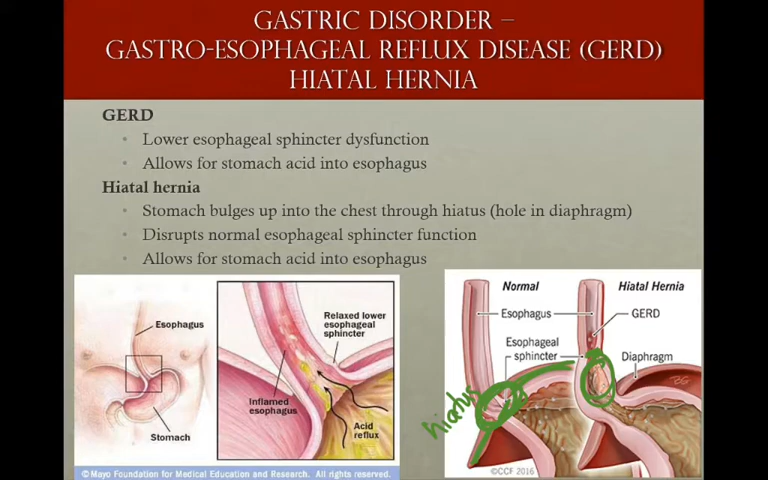 GASTRIC DISORDER –
GASTRO-ESOPHAGEAL REFLUX DISEASE (GERD)
HIATAL HERNIA
GERD
• Lower esophageal sphincter dysfunction
• Allows for stomach acid into esophagus
Hiatal hernia
• Stomach bulges up into the chest through hiatus (hole in diaphragm)
• Disrupts normal esophageal sphincter function
• Allows for stomach acid into esophagus
Esophagus
Stomach
Relaxed lower
esophageal
sphincter
Inflamed
esophagus
Acid
reflux
© Mayo Foundation for Medical Education and Research. All rights reserved.
Normal
Hiatal Hernia
Esophagus
GERD
Esophageal
sphincter
Diaphragm
hiatus
©CCF 2016